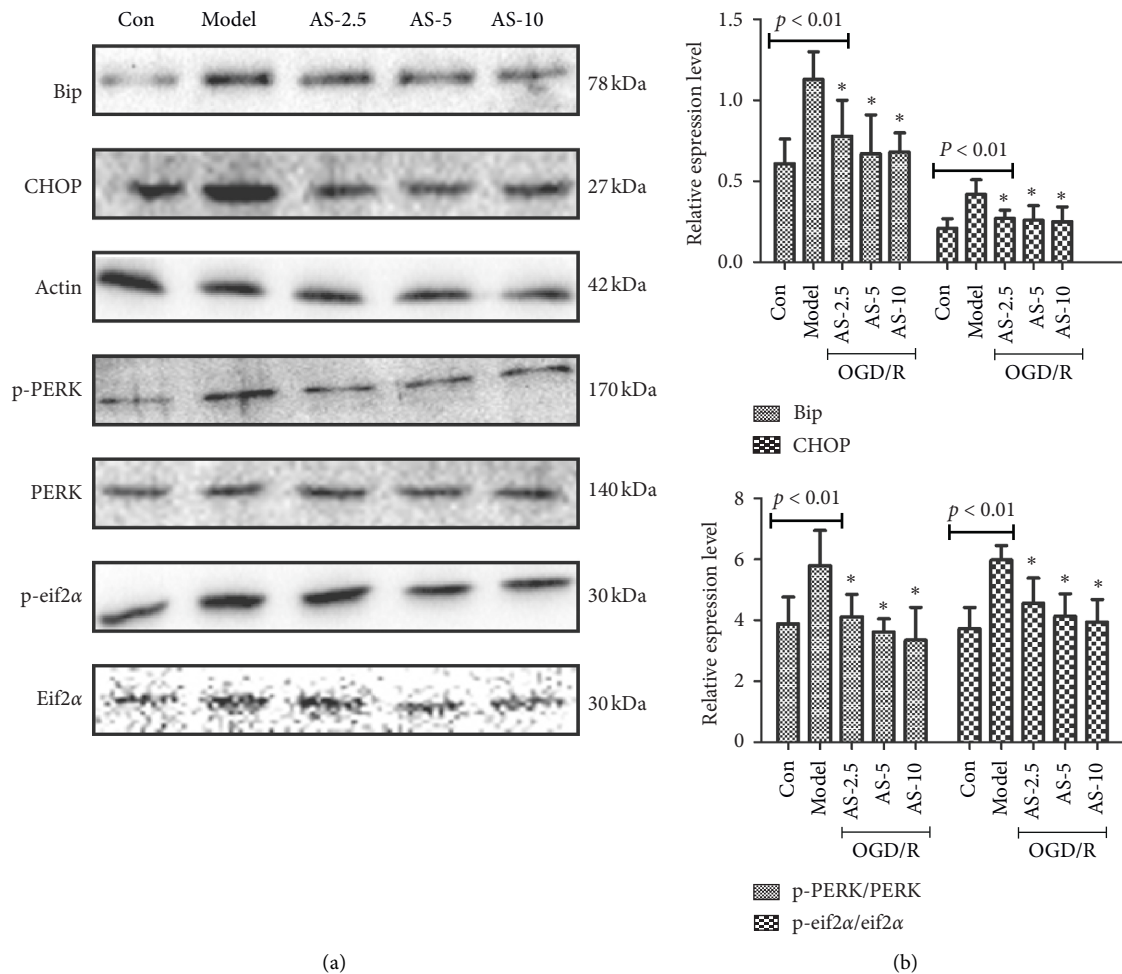 Con Model AS-2.5 AS-5 AS-10
Bip 78 kDa
CHOP 27 kDa
Actin 42 kDa
p-PERK 170 kDa
PERK 140 kDa
p-eif2α 30 kDa
Eif2α 30 kDa
(a)
Relative espression level
1.5
1.0
0.5
0.0
p < 0.01
* * *
P < 0.01
* * *
Con Model AS-2.5 AS-5 AS-10 Con Model AS-2.5 AS-5 AS-10
OGD/R OGD/R
Bip
CHOP
Relative espression level
8
6
4
2
0
p < 0.01
* * *
p < 0.01
* * *
Con Model AS-2.5 AS-5 AS-10 Con Model AS-2.5 AS-5 AS-10
OGD/R OGD/R
p-PERK/PERK
p-eif2α/eif2α
(b)